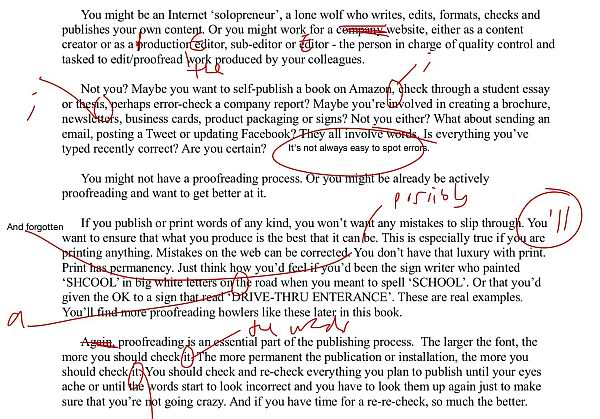 You might be an Internet ‘solopreneur’, a lone wolf who writes, edits, formats, checks and
publishes your own content. Or you might work for a company website, either as a content
creator or as a production editor, sub-editor or editor - the person in charge of quality control and
tasked to edit/proofread work produced by your colleagues.
the
Not you? Maybe you want to self-publish a book on Amazon, check through a student essay
or thesis, perhaps error-check a company report? Maybe you’re involved in creating a brochure,
newsletters, business cards, product packaging or signs? Not you either? What about sending an
email, posting a Tweet or updating Facebook? They all involve words. Is everything you’ve
typed recently correct? Are you certain? It's not always easy to spot errors.
You might not have a proofreading process. Or you might be already be actively
proofreading and want to get better at it.
possibly
And forgotten
If you publish or print words of any kind, you won’t want any mistakes to slip through. You
'll
want to ensure that what you produce is the best that it can be. This is especially true if you are
printing anything. Mistakes on the web can be corrected. You don’t have that luxury with print.
Print has permanency. Just think how you’d feel if you’d been the sign writer who painted
‘SHCOOL’ in big white letters on the road when you meant to spell ‘SCHOOL’. Or that you’d
given the OK to a sign that read ‘DRIVE-THRU ENTERANCE’. These are real examples.
You’ll find more proofreading howlers like these later in this book.
a
the words
Again, proofreading is an essential part of the publishing process. The larger the font, the
more you should check it. The more permanent the publication or installation, the more you
should check it. You should check and re-check everything you plan to publish until your eyes
ache or until the words start to look incorrect and you have to look them up again just to make
sure that you’re not going crazy. And if you have time for a re-re-check, so much the better.